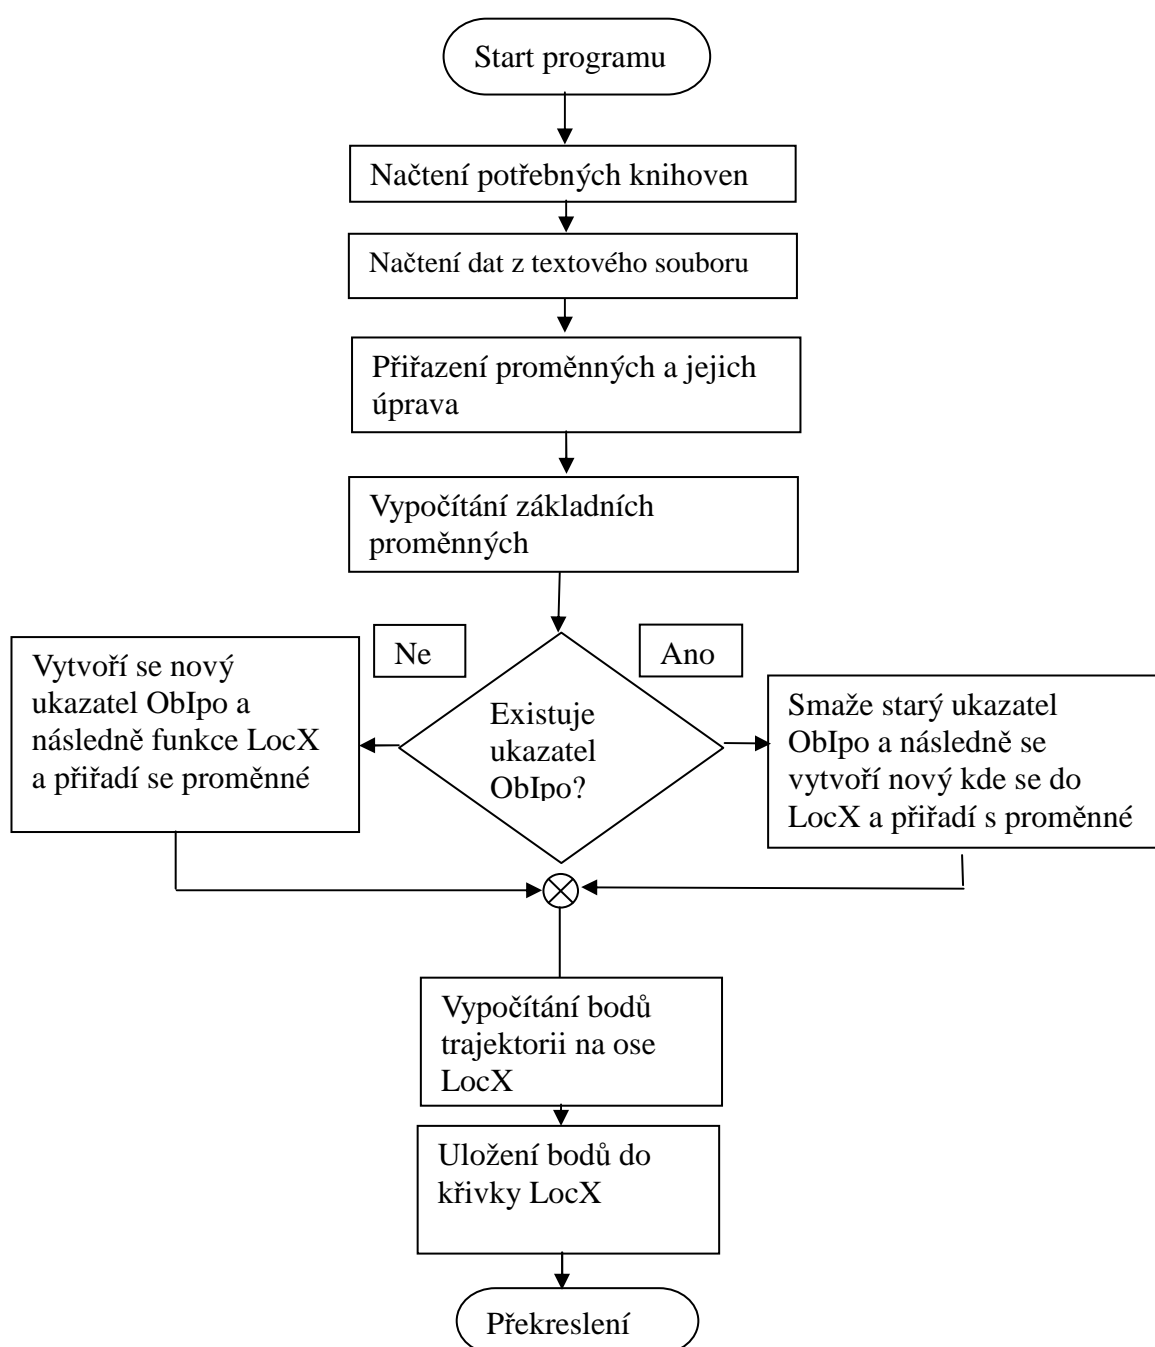 Start programu
Načtení potřebných knihoven
Načtení dat z textového souboru
Přiřazení proměnných a jejich
úprava
Vypočítání základních
proměnných
Ne
Ano
Vytvoří se nový
ukazatel ObIpo a
následně funkce LocX
a přiřadí se proměnné
Existuje
ukazatel
ObIpo?
Smaže starý ukazatel
ObIpo a následně se
vytvoří nový kde se do
LocX a přiřadí s proměnné
Vypočítání bodů
trajektorii na ose
LocX
Uložení bodů do
křivky LocX
Překreslení